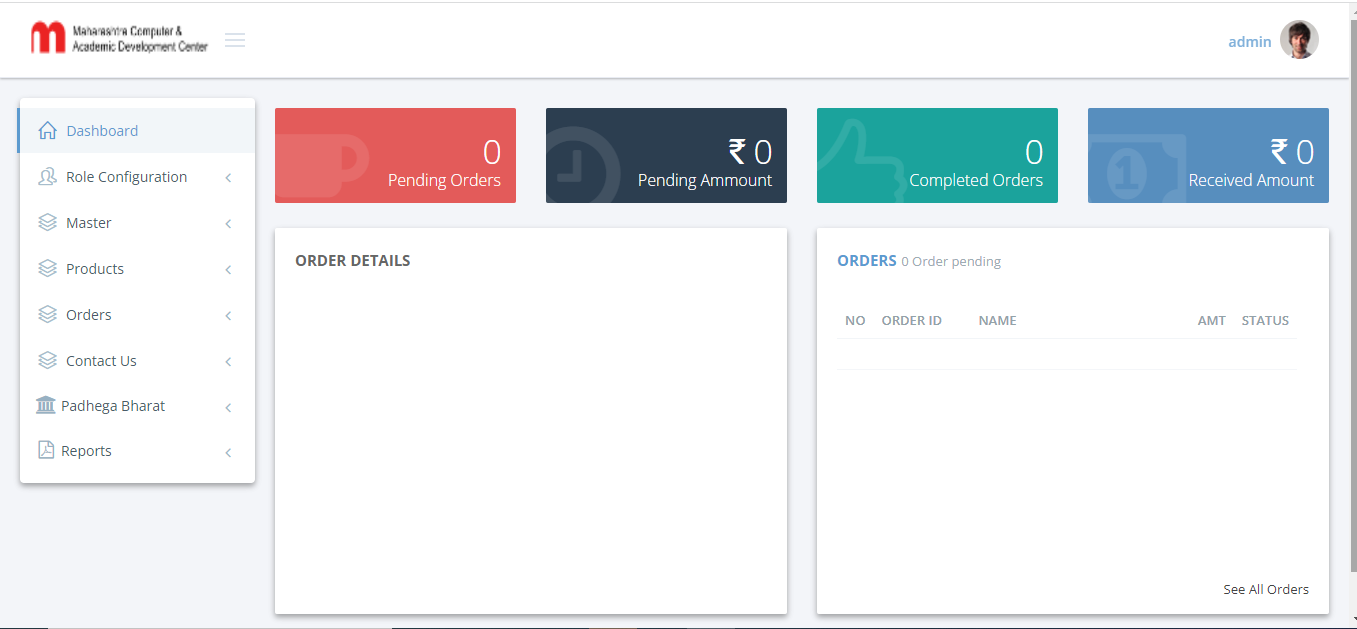 Maharashtra Computer &
Academic Development Center
admin
Dashboard
Role Configuration
Master
Products
Orders
Contact Us
Padhega Bharat
Reports
0
Pending Orders
₹ 0
Pending Ammount
0
Completed Orders
1
₹ 0
Received Amount
ORDER DETAILS
ORDERS 0 Order pending
NO ORDER ID NAME AMT STATUS
See All Orders